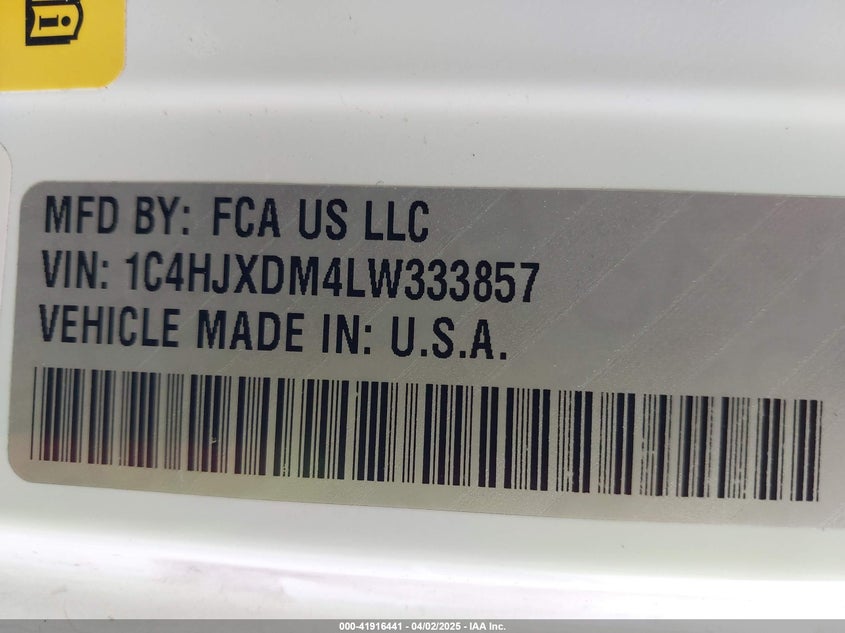 MFD BY: FCA US LLC
VIN: 1C4HJXDM4LW333857
VEHICLE MADE IN: U.S.A.
000-41916441 - 04/02/2025 - IAA Inc.